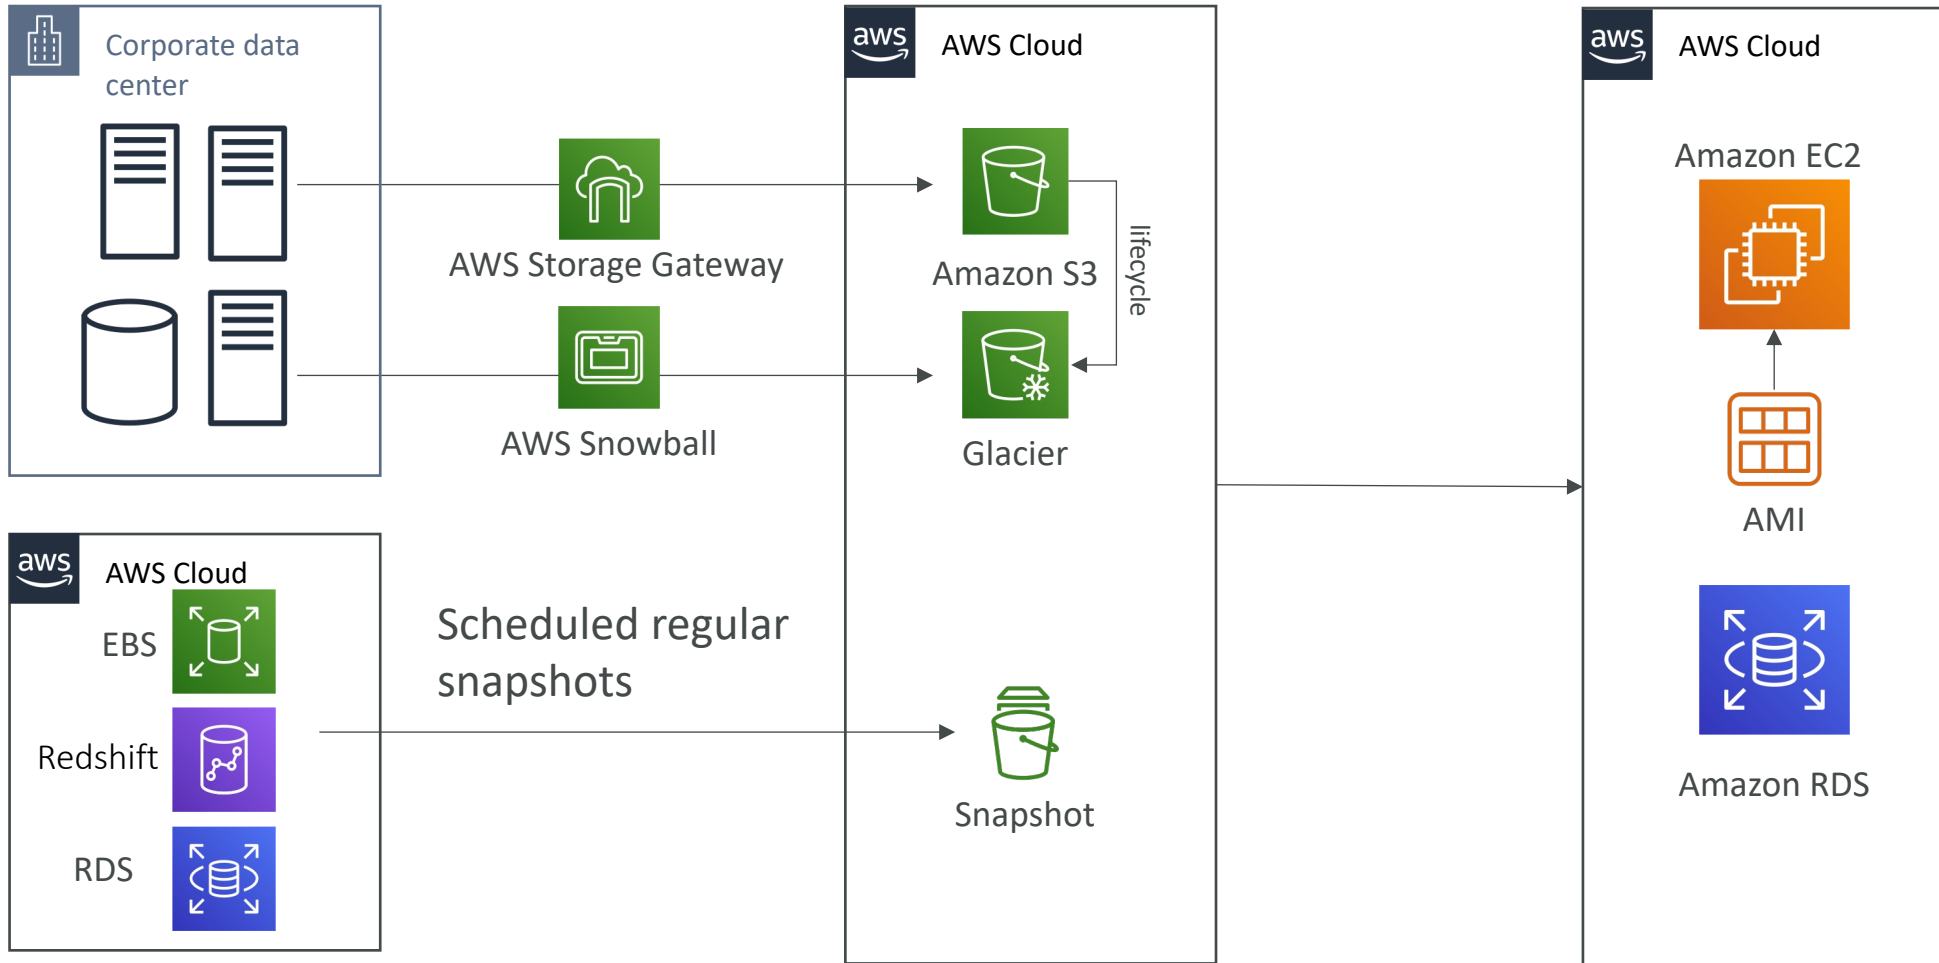 Corporate data
center
AWS Storage Gateway
AWS Snowball
aws
AWS Cloud
EBS
Redshift
RDS
Scheduled regular
snapshots
aws
AWS Cloud
Amazon S3
lifecycle
Glacier
Snapshot
aws
AWS Cloud
Amazon EC2
AMI
Amazon RDS